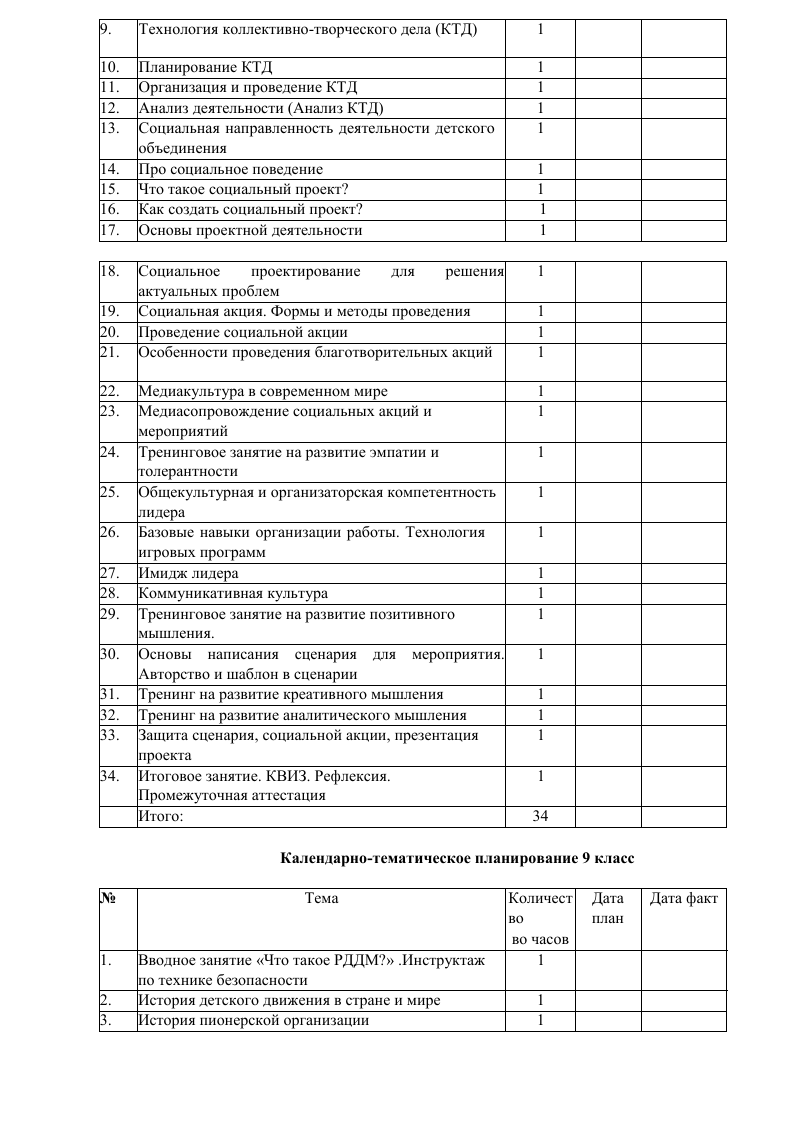 9. Технология коллективно-творческого дела (КТД) 1
10. Планирование КТД 1
11. Организация и проведение КТД 1
12. Анализ деятельности (Анализ КТД) 1
13. Социальная направленность деятельности детского 1
объединения
14. Про социальное поведение 1
15. Что такое социальный проект? 1
16. Как создать социальный проект? 1
17. Основы проектной деятельности 1
18. Социальное проектирование для решения 1
актуальных проблем
19. Социальная акция. Формы и методы проведения 1
20. Проведение социальной акции 1
21. Особенности проведения благотворительных акций 1
22. Медиакультура в современном мире 1
23. Медиасопровождение социальных акций и 1
мероприятий
24. Тренинговое занятие на развитие эмпатии и 1
толерантности
25. Общекультурная и организаторская компетентность 1
лидера
26. Базовые навыки организации работы. Технология 1
игровых программ
27. Имидж лидера 1
28. Коммуникативная культура 1
29. Тренинговое занятие на развитие позитивного 1
мышления.
30. Основы написания сценария для мероприятия. 1
Авторство и шаблон в сценарии
31. Тренинг на развитие креативного мышления 1
32. Тренинг на развитие аналитического мышления 1
33. Защита сценария, социальной акции, презентация 1
проекта
34. Итоговое занятие. КВИЗ. Рефлексия. 1
Промежуточная аттестация
Итого: 34
Календарно-тематическое планирование 9 класс
№ Тема Количест Дата Дата факт
во план
во часов
1. Вводное занятие «Что такое РДДМ?» .Инструктаж 1
по технике безопасности
2. История детского движения в стране и мире 1
3. История пионерской организации 1